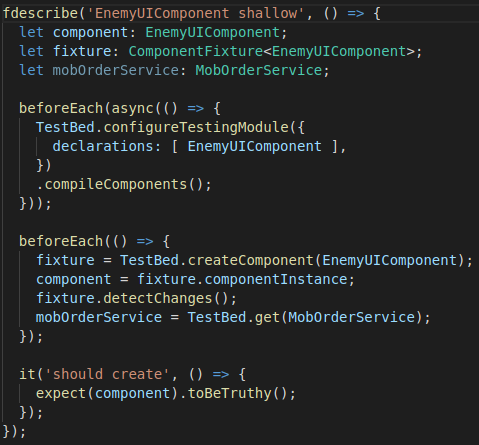 fdescribe('EnemyUIComponent shallow', () => {
  let component: EnemyUIComponent;
  let fixture: ComponentFixture<EnemyUIComponent>;
  let mobOrderService: MobOrderService;

  beforeEach(async(() => {
    TestBed.configureTestingModule({
      declarations: [ EnemyUIComponent ],
    })
    .compileComponents();
  }));

  beforeEach(() => {
    fixture = TestBed.createComponent(EnemyUIComponent);
    component = fixture.componentInstance;
    fixture.detectChanges();
    mobOrderService = TestBed.get(MobOrderService);
  });

  it('should create', () => {
    expect(component).toBeTruthy();
  });
});